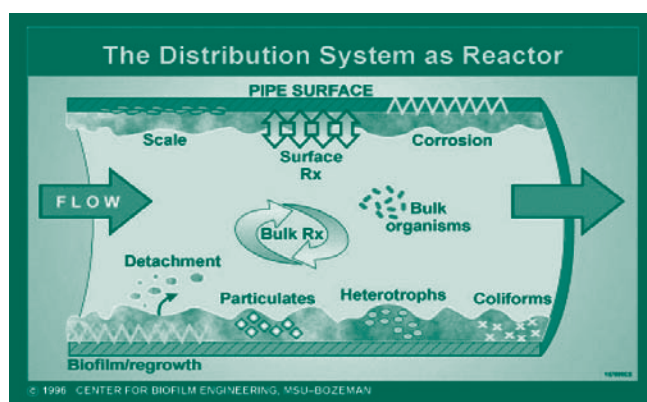 The Distribution System as Reactor
PIPE SURFACE
Scale
Surface
Rx
Corrosion
FLOW
Bulk Rx
Bulk
organisms
Detachment
Particulates
Heterotrophs
Coliforms
Biofilm/regrowth
© 1996 CENTER FOR BIOFILM ENGINEERING, MSU–BOZEMAN